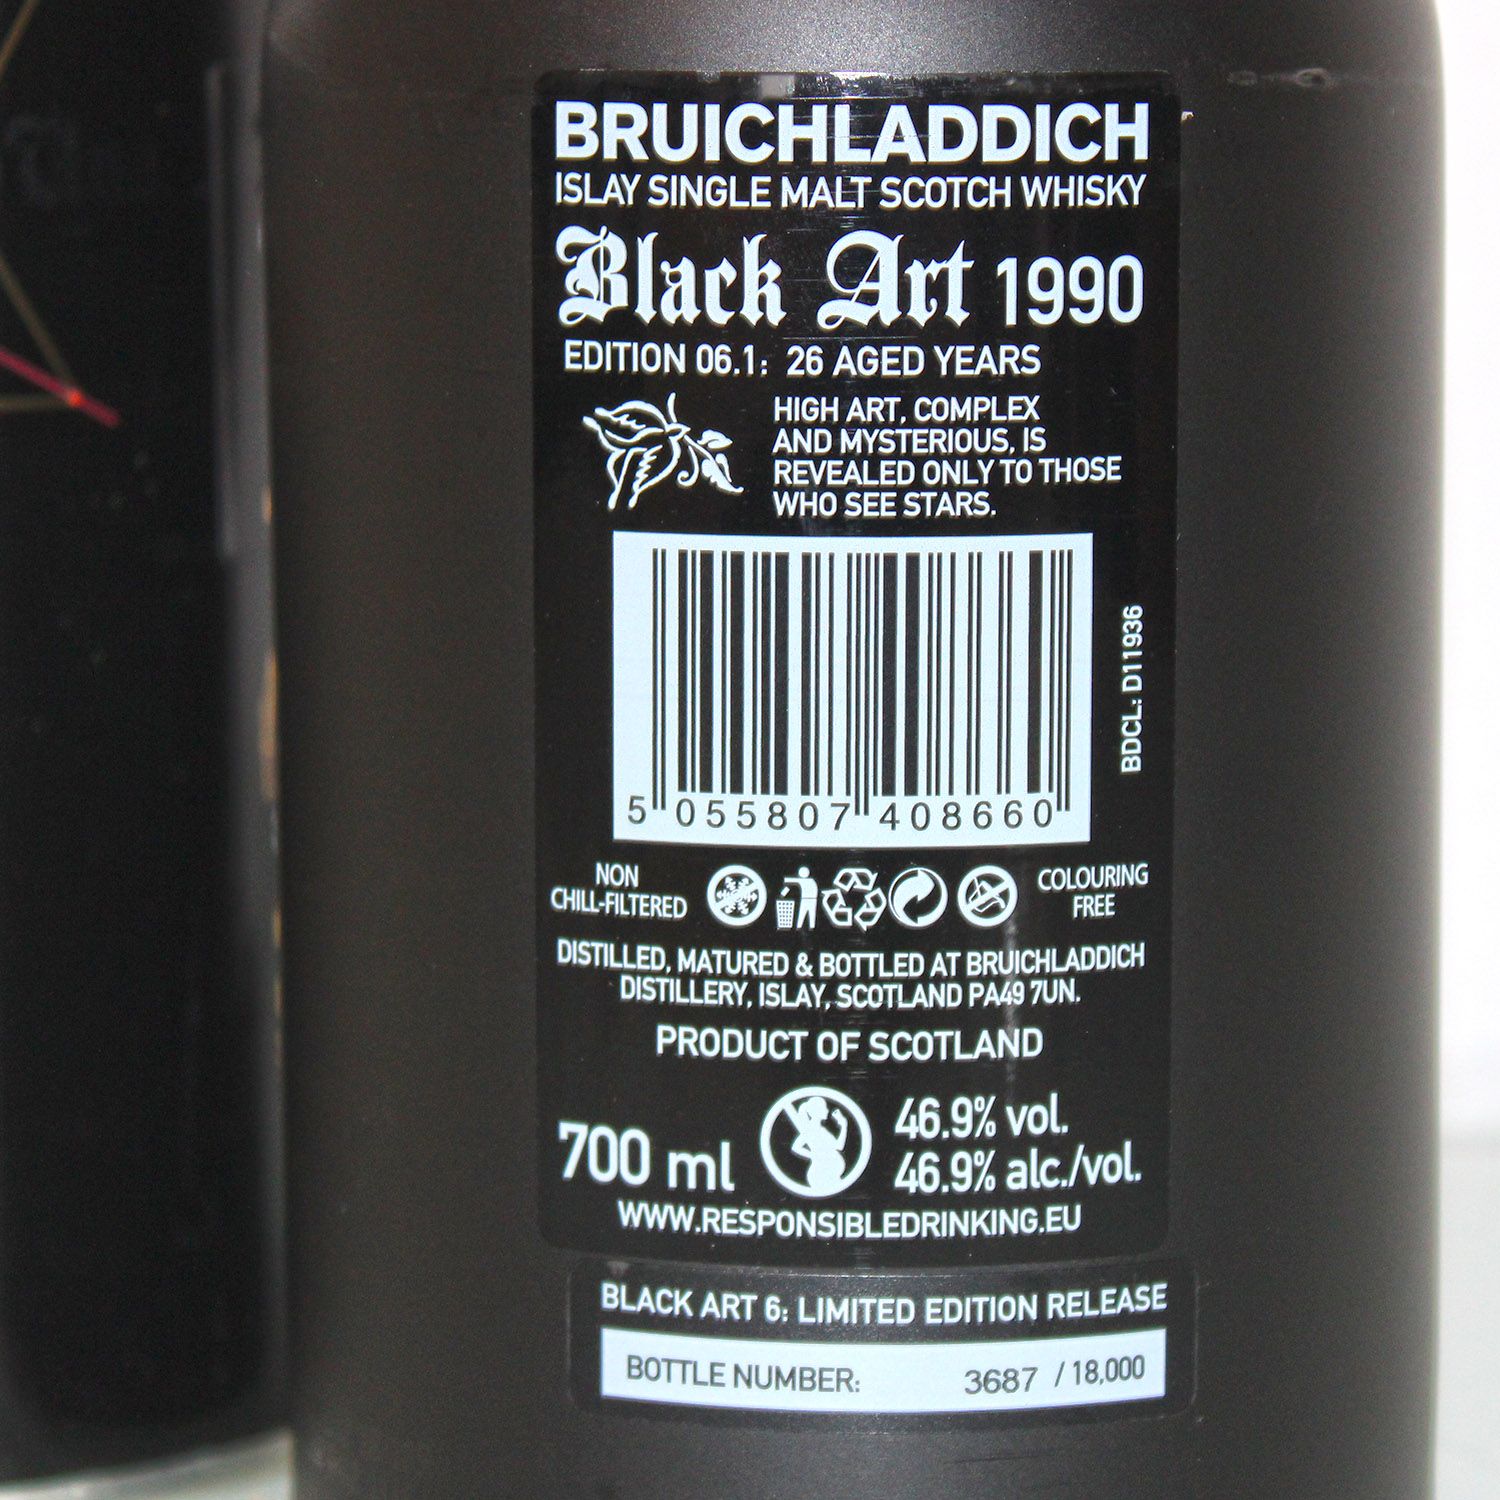 BRUICHLADDICH
ISLAY SINGLE MALT SCOTCH WHISKY
Black Art 1990
EDITION 06.1: 26 AGED YEARS
HIGH ART, COMPLEX
AND MYSTERIOUS, IS
REVEALED ONLY TO THOSE
WHO SEE STARS.
BDCL: D11936
5 055807 408660
NON
CHILL-FILTERED
COLOURING
FREE
DISTILLED, MATURED & BOTTLED AT BRUICHLADDICH
DISTILLERY, ISLAY, SCOTLAND PA49 7UN.
PRODUCT OF SCOTLAND
700 ml
46.9% vol.
46.9% alc./vol.
WWW.RESPONSIBLEDRINKING.EU
BLACK ART 6: LIMITED EDITION RELEASE
BOTTLE NUMBER: 3687 / 18,000